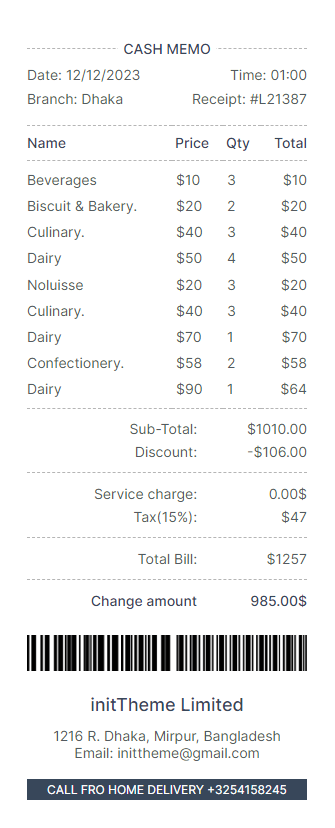 CASH MEMO
Date: 12/12/2023 Time: 01:00
Branch: Dhaka Receipt: #L21387
Name Price Qty Total
Beverages $10 3 $10
Biscuit & Bakery. $20 2 $20
Culinary. $40 3 $40
Dairy $50 4 $50
Noluisse $20 3 $20
Culinary. $40 3 $40
Dairy $70 1 $70
Confectionery. $58 2 $58
Dairy $90 1 $64
Sub-Total: $1010.00
Discount: -$106.00
Service charge: 0.00$
Tax(15%): $47
Total Bill: $1257
Change amount 985.00$
initTheme Limited
1216 R. Dhaka, Mirpur, Bangladesh
Email: inittheme@gmail.com
CALL FRO HOME DELIVERY +3254158245